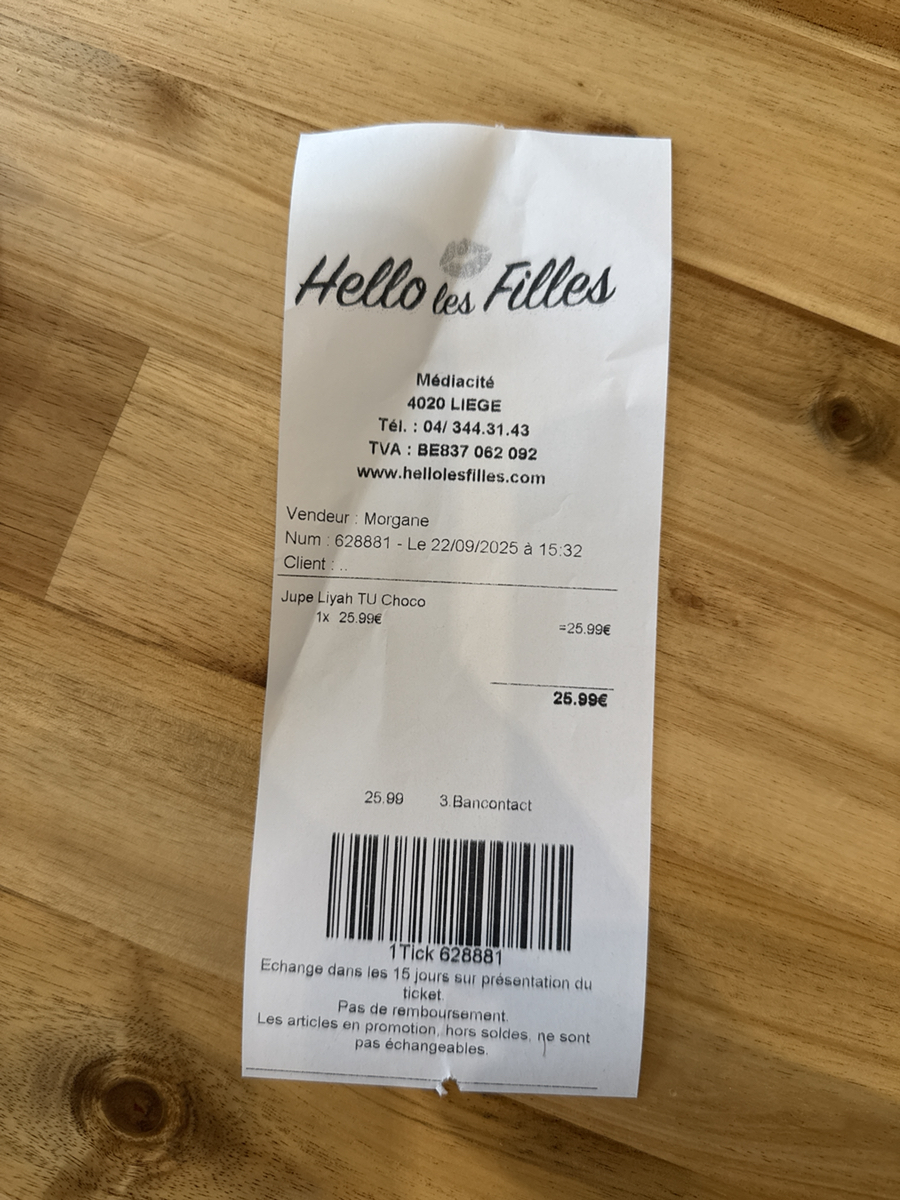 Hello les Filles
Médiacité
4020 LIEGE
Tél. : 04/ 344.31.43
TVA : BE837 062 092
www.hellolesfilles.com
Vendeur : Morgane
Num : 628881 - Le 22/09/2025 à 15:32
Client : ..
Jupe Liyah TU Choco
1x 25.99€ =25.99€
25.99€
25.99 3.Bancontact
1Tick 628881
Echange dans les 15 jours sur présentation du
ticket.
Pas de remboursement.
Les articles en promotion, hors soldes, ne sont
pas échangeables.